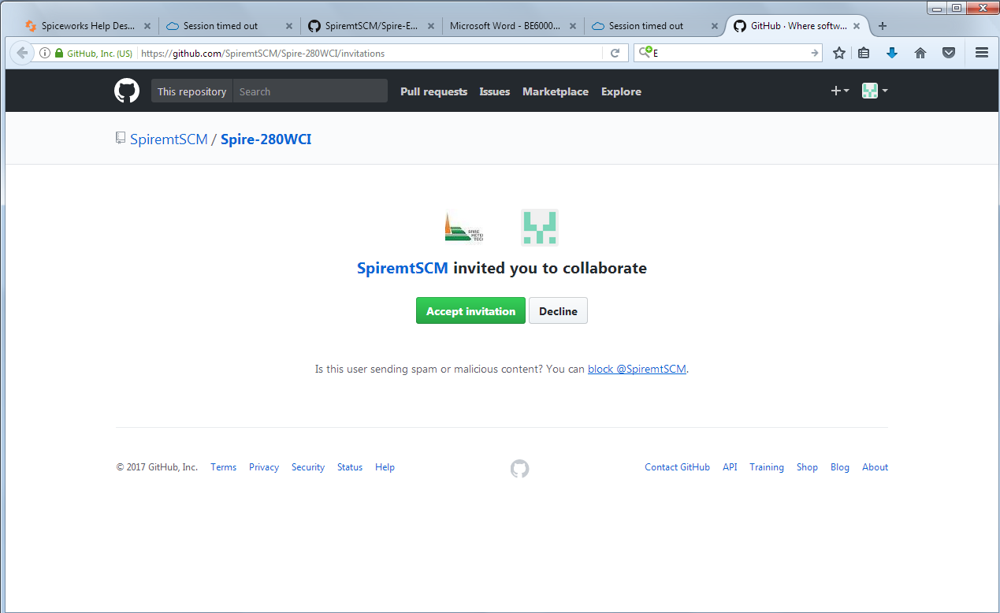 Spiceworks Help Des...
Session timed out
SpiremtSCM/Spire-E...
Microsoft Word - BE6000...
Session timed out
GitHub · Where softw...
GitHub, Inc. (US)
https://github.com/SpiremtSCM/Spire-280WCI/invitations
E
This repository
Search
Pull requests
Issues
Marketplace
Explore
SpiremtSCM / Spire-280WCI
SPIRE
METER
TECH
SpiremtSCM invited you to collaborate
Accept invitation
Decline
Is this user sending spam or malicious content? You can block @SpiremtSCM.
© 2017 GitHub, Inc.
Terms
Privacy
Security
Status
Help
Contact GitHub
API
Training
Shop
Blog
About